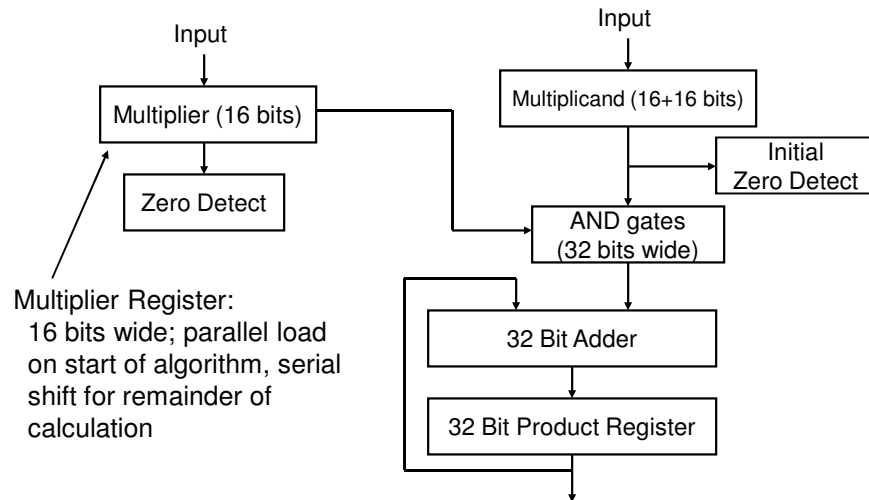 Input
Input
Multiplier (16 bits)
Multiplicand (16+16 bits)
Initial
Zero Detect
Zero Detect
AND gates
(32 bits wide)
Multiplier Register:
16 bits wide; parallel load
on start of algorithm, serial
shift for remainder of
calculation
32 Bit Adder
32 Bit Product Register